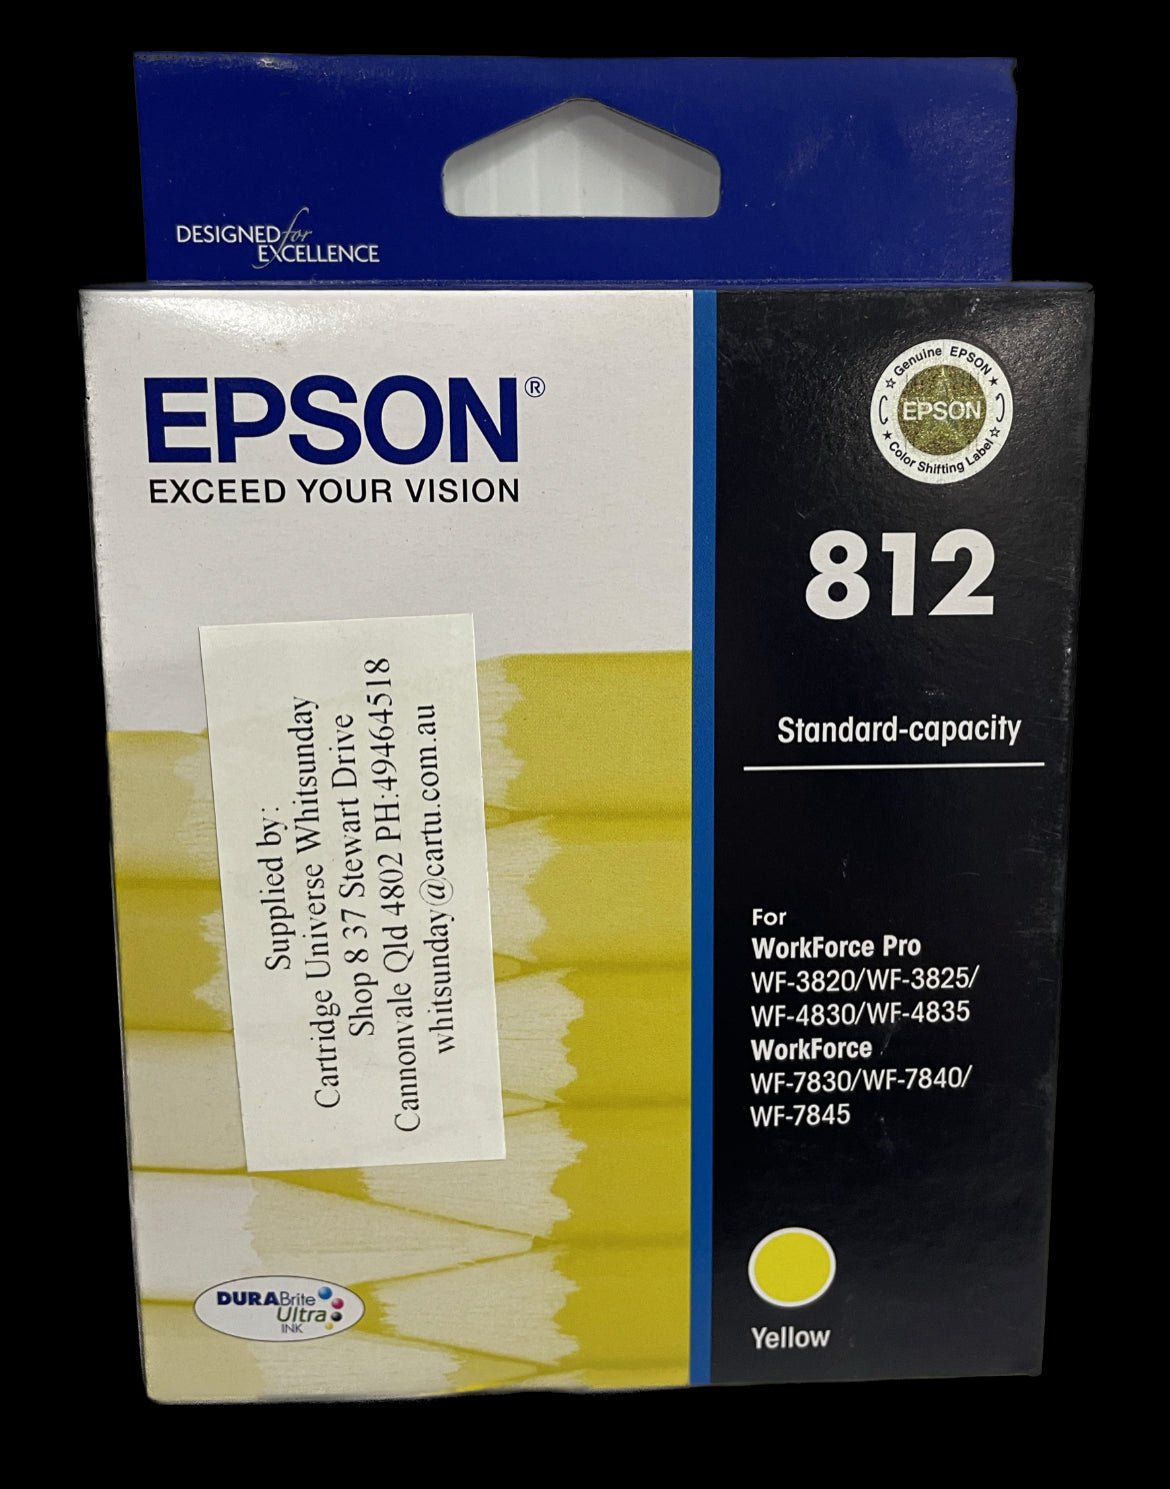 DESIGNED for
EXCELLENCE
EPSON®
EXCEED YOUR VISION
Genuine EPSON
EPSON
Color Shifting Label
812
Standard-capacity
Supplied by:
Cartridge Universe Whitsunday
Shop 8 37 Stewart Drive
Cannonvale Qld 4802 PH:49464518
whitsunday@cartu.com.au
For
WorkForce Pro
WF-3820/WF-3825/
WF-4830/WF-4835
WorkForce
WF-7830/WF-7840/
WF-7845
Yellow
DURABrite
Ultra
INK